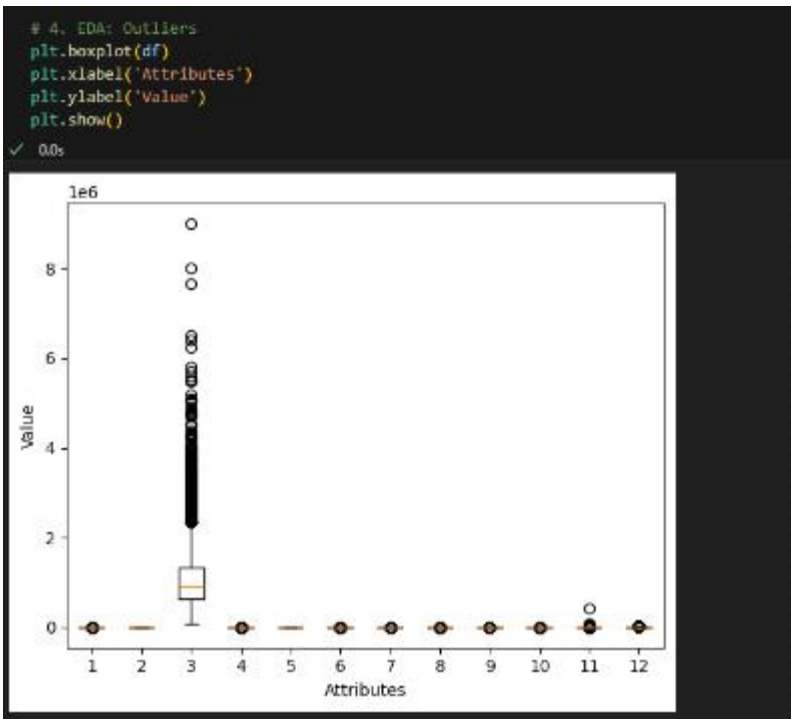 # 4. EDA: Outliers
plt.boxplot(df)
plt.xlabel('Attributes')
plt.ylabel('Value')
plt.show()
✓ 0.0s
1e6
8
6
4
2
0
Value
1 2 3 4 5 6 7 8 9 10 11 12
Attributes